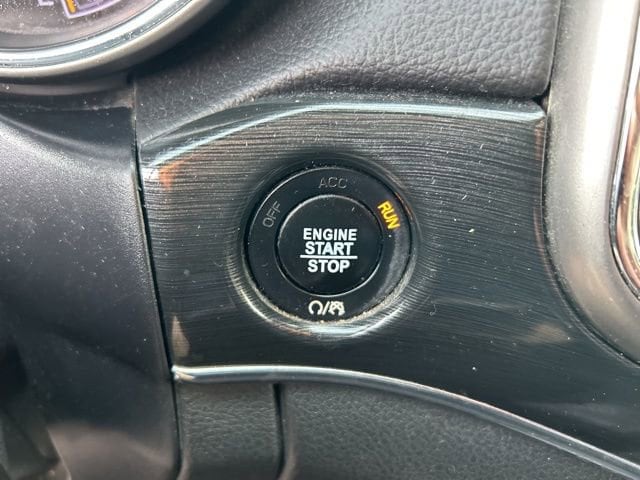 ACC
OFF
RUN
ENGINE
START
STOP